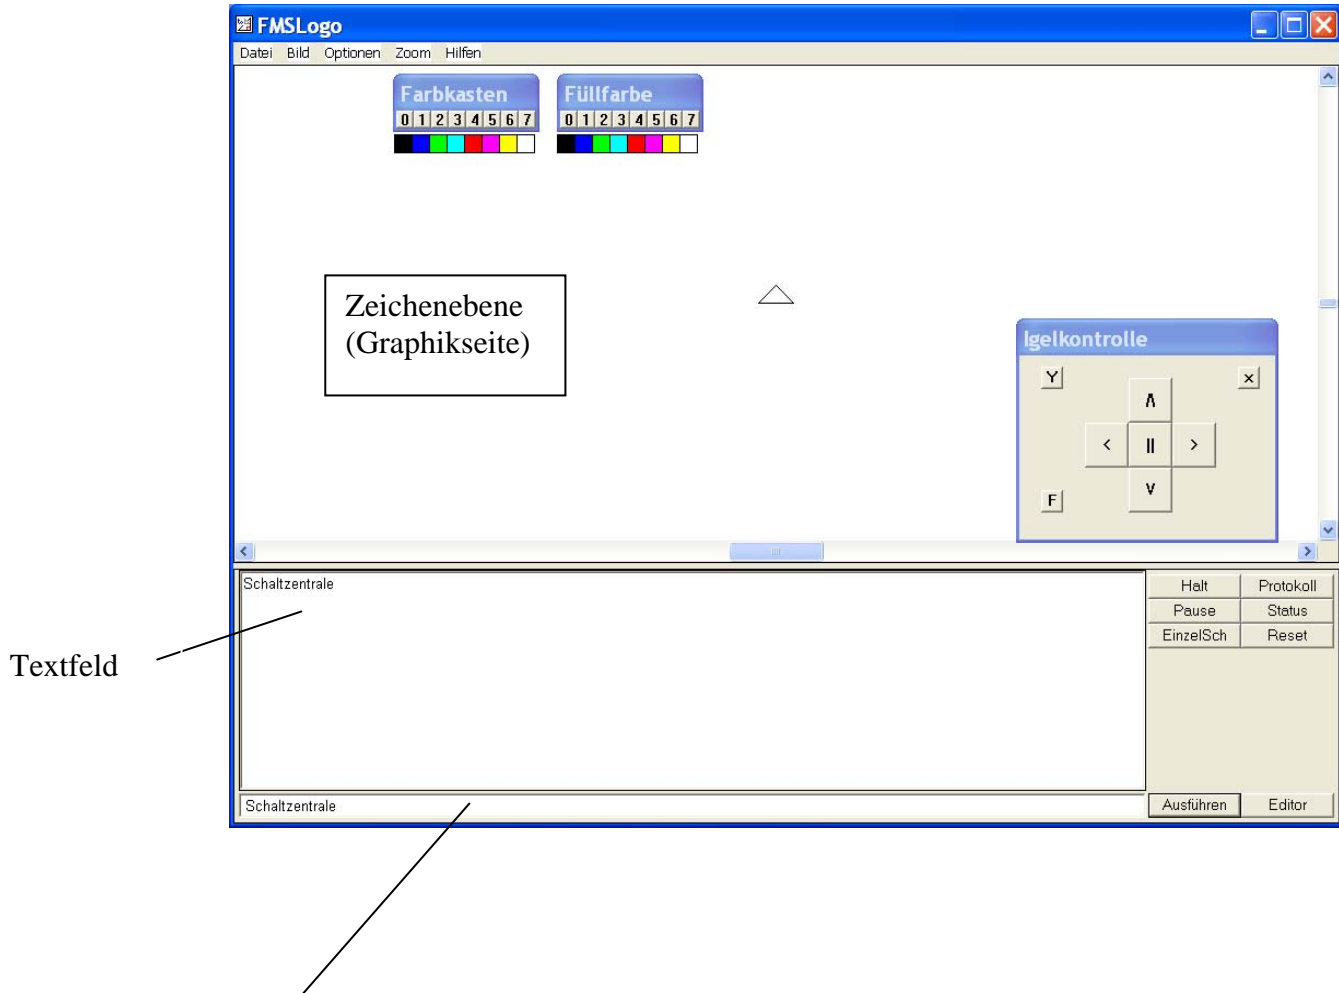 FMSLogo
Datei Bild Optionen Zoom Hilfen
Farbkasten Füllfarbe
0 1 2 3 4 5 6 7 0 1 2 3 4 5 6 7
Zeichenebene
(Graphikseite)
Igelkontrolle
Y x
Λ
< || >
V
F
Schaltzentrale
Halt Protokoll
Pause Status
EinzelSch Reset
Textfeld
Schaltzentrale
Ausführen Editor